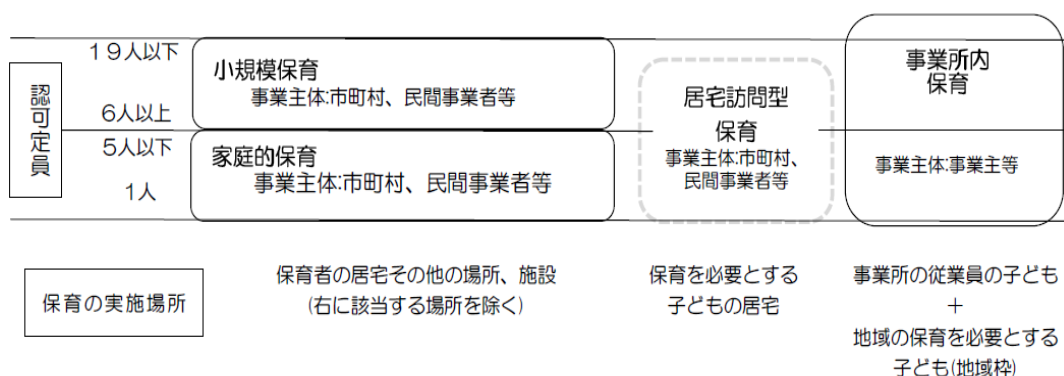 認可定員
19人以下
6人以上
5人以下
1人
小規模保育
事業主体:市町村、民間事業者等
家庭的保育
事業主体:市町村、民間事業者等
居宅訪問型
保育
事業主体:市町村、
民間事業者等
事業所内
保育
事業主体:事業主等
保育の実施場所
保育者の居宅その他の場所、施設
(右に該当する場所を除く)
保育を必要とする
子どもの居宅
事業所の従業員の子ども
+
地域の保育を必要とする
子ども(地域枠)